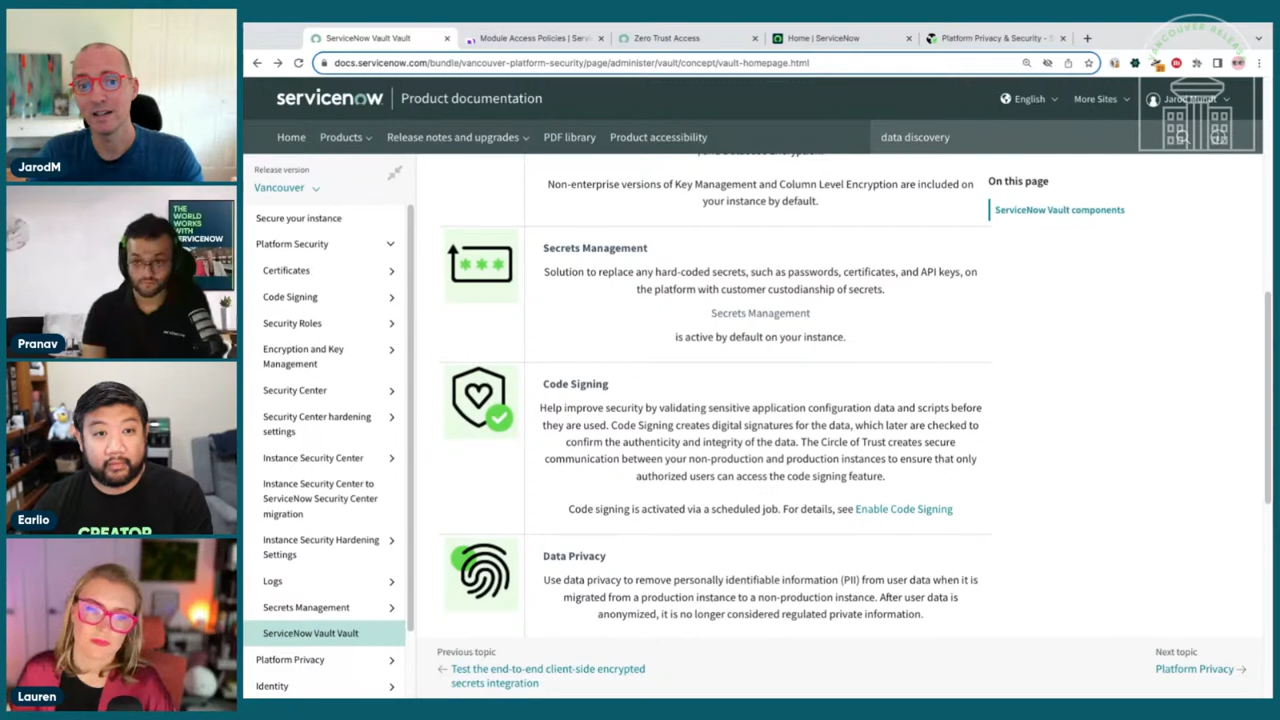 JarodM
THE
WORLD
WORKS
WITH
SERVICENOW
Pranav
Earlio
CREATOR
Lauren
ServiceNow Vault Vault
Module Access Policies | Serv
Zero Trust Access
Home | ServiceNow
Platform Privacy & Security - S
docs.servicenow.com/bundle/vancouver-platform-security/page/administer/vault/concept/vault-homepage.html
VANCOUVER RELEASE
servicenow
Product documentation
English
More Sites
Jarod Mundt
Home
Products
Release notes and upgrades
PDF library
Product accessibility
data discovery
Release version
Vancouver
Secure your instance
Platform Security
Certificates
Code Signing
Security Roles
Encryption and Key
Management
Security Center
Security Center hardening
settings
Instance Security Center
Instance Security Center to
ServiceNow Security Center
migration
Instance Security Hardening
Settings
Logs
Secrets Management
ServiceNow Vault Vault
Platform Privacy
Identity
Non-enterprise versions of Key Management and Column Level Encryption are included on
your instance by default.
Secrets Management
Solution to replace any hard-coded secrets, such as passwords, certificates, and API keys, on
the platform with customer custodianship of secrets.
Secrets Management
is active by default on your instance.
Code Signing
Help improve security by validating sensitive application configuration data and scripts before
they are used. Code Signing creates digital signatures for the data, which later are checked to
confirm the authenticity and integrity of the data. The Circle of Trust creates secure
communication between your non-production and production instances to ensure that only
authorized users can access the code signing feature.
Code signing is activated via a scheduled job. For details, see Enable Code Signing
Data Privacy
Use data privacy to remove personally identifiable information (PII) from user data when it is
migrated from a production instance to a non-production instance. After user data is
anonymized, it is no longer considered regulated private information.
On this page
ServiceNow Vault components
Previous topic
← Test the end-to-end client-side encrypted
secrets integration
Next topic
Platform Privacy →